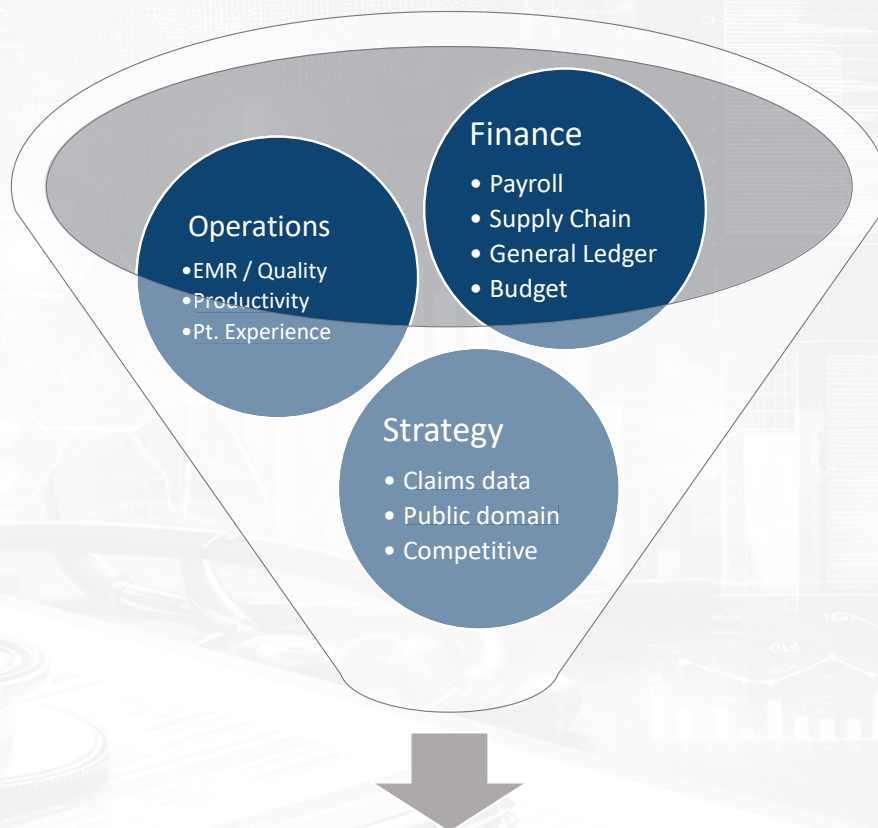 Finance
• Payroll
• Supply Chain
• General Ledger
• Budget
Operations
•EMR / Quality
•Productivity
•Pt. Experience
Strategy
• Claims data
• Public domain
• Competitive